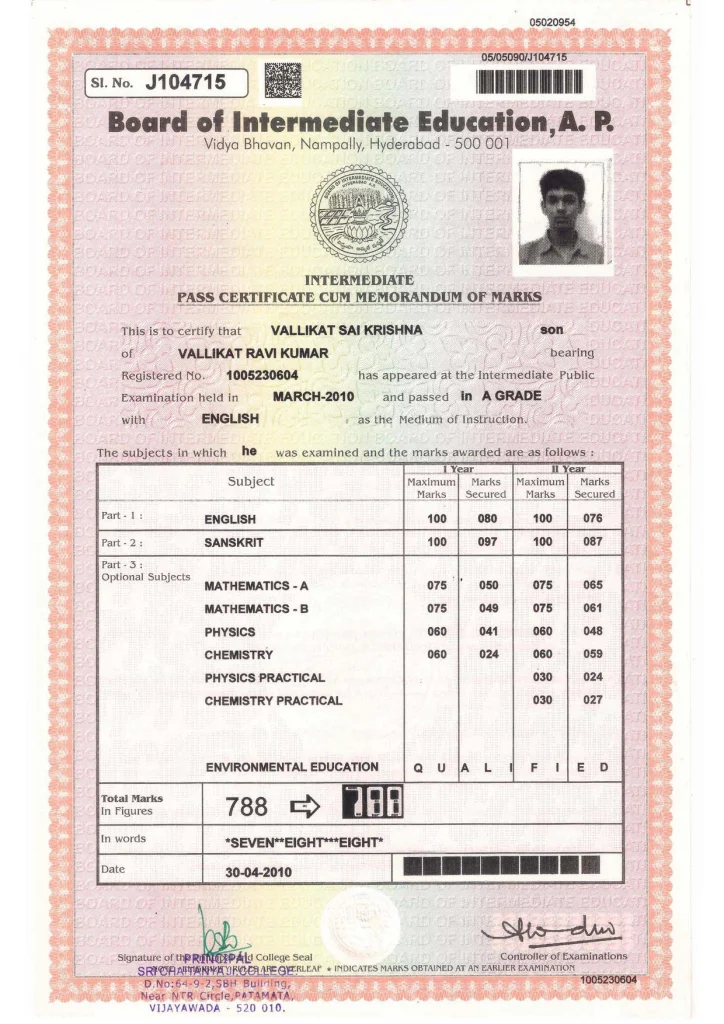 05020954
05/05090/J104715
Sl. No. J104715
Board of Intermediate Education, A. P.
Vidya Bhavan, Nampally, Hyderabad - 500 001
INTERMEDIATE
PASS CERTIFICATE CUM MEMORANDUM OF MARKS
This is to certify that VALLIKAT SAI KRISHNA son
of VALLIKAT RAVI KUMAR bearing
Registered No. 1005230604 has appeared at the Intermediate Public
Examination held in MARCH-2010 and passed in A GRADE
with ENGLISH as the Medium of Instruction.
The subjects in which he was examined and the marks awarded are as follows :
I Year II Year
Subject Maximum Marks Maximum Marks
Marks Secured Marks Secured
Part - 1 : ENGLISH 100 080 100 076
Part - 2 : SANSKRIT 100 097 100 087
Part - 3 :
Optional Subjects
MATHEMATICS - A 075 050 075 065
MATHEMATICS - B 075 049 075 061
PHYSICS 060 041 060 048
CHEMISTRY 060 024 060 059
PHYSICS PRACTICAL 030 024
CHEMISTRY PRACTICAL 030 027
ENVIRONMENTAL EDUCATION Q U A L I F I E D
Total Marks
In Figures 788 788
In words *SEVEN**EIGHT***EIGHT*
Date 30-04-2010
Signature of the PRINCIPAL College Seal Controller of Examinations
SRI CHAITANYA JR.COLLEGE.
OVERLEAF * INDICATES MARKS OBTAINED AT AN EARLIER EXAMINATION
1005230604
D.No:64-9-2,SBH Building,
Near NTR Circle,PATAMATA,
VIJAYAWADA - 520 010.